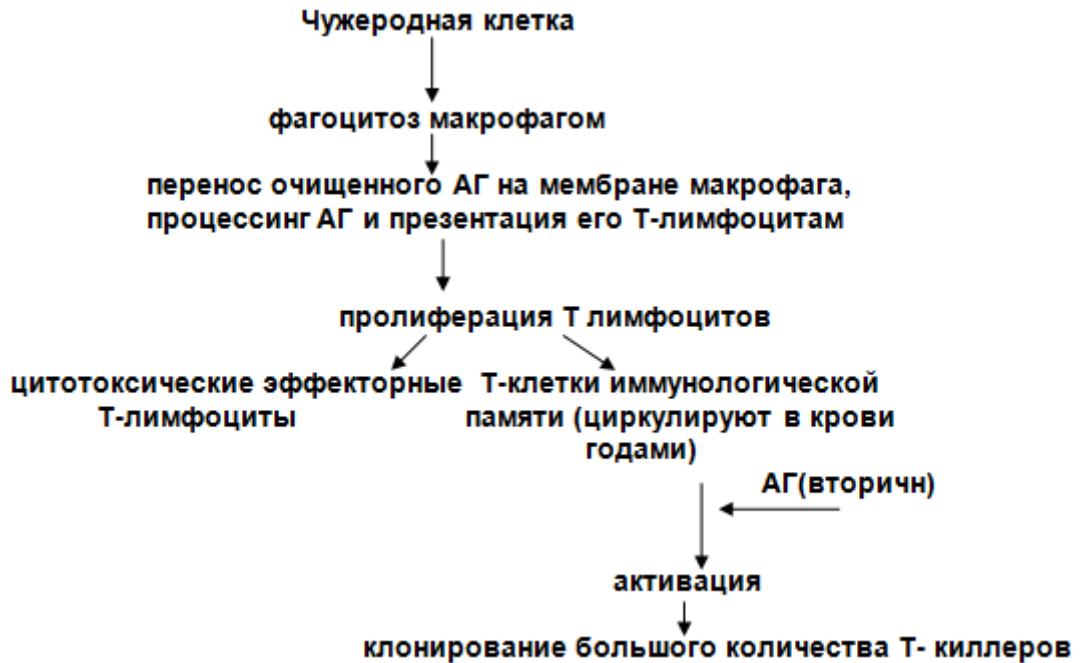 Чужеродная клетка
фагоцитоз макрофагом
перенос очищенного АГ на мембране макрофага,
процессинг АГ и презентация его Т-лимфоцитам
пролиферация Т лимфоцитов
цитотоксические эффекторные
Т-лимфоциты
Т-клетки иммунологической
памяти (циркулируют в крови
годами)
АГ(вторичн)
активация
клонирование большого количества Т- киллеров